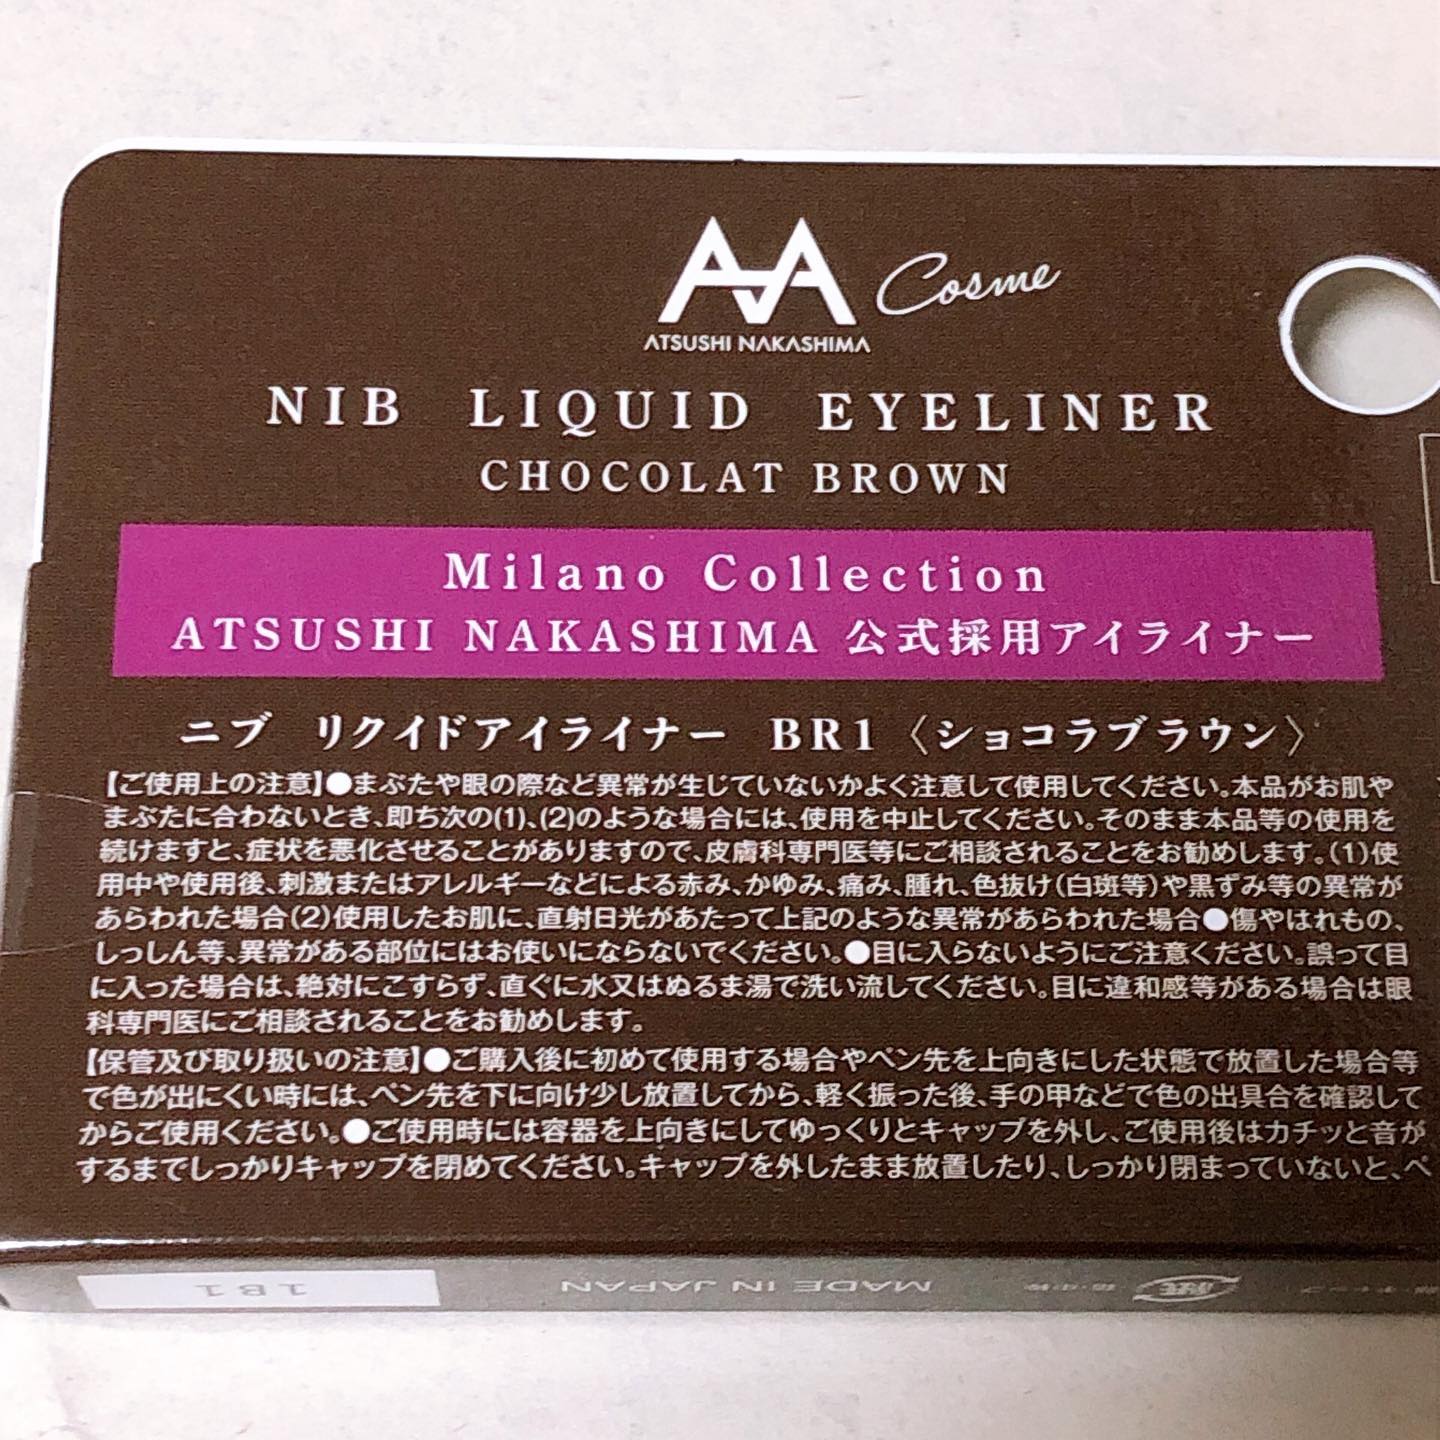 AA Cosme
ATSUSHI NAKASHIMA
NIB LIQUID EYELINER
CHOCOLAT BROWN
Milano Collection
ATSUSHI NAKASHIMA 公式採用アイライナー
ニブ リクイドアイライナー BR1〈ショコラブラウン〉
【ご使用上の注意】●まぶたや眼の際など異常が生じていないかよく注意して使用してください。本品がお肌や
まぶたに合わないとき、即ち次の(1)、(2)のような場合には、使用を中止してください。そのまま本品等の使用を
続けますと、症状を悪化させることがありますので、皮膚科専門医等にご相談されることをお勧めします。(1)使
用中や使用後、刺激またはアレルギーなどによる赤み、かゆみ、痛み、腫れ、色抜け(白斑等)や黒ずみ等の異常が
あらわれた場合(2)使用したお肌に、直射日光があたって上記のような異常があらわれた場合●傷やはれもの、
しっしん等、異常がある部位にはお使いにならないでください。●目に入らないようにご注意ください。誤って目
に入った場合は、絶対にこすらず、直ぐに水又はぬるま湯で洗い流してください。目に違和感等がある場合は眼
科専門医にご相談されることをお勧めします。
【保管及び取り扱いの注意】●ご購入後に初めて使用する場合やペン先を上向きにした状態で放置した場合等
で色が出にくい時には、ペン先を下に向け少し放置してから、軽く振った後、手の甲などで色の出具合を確認して
からご使用ください。●ご使用時には容器を上向きにしてゆっくりとキャップを外し、ご使用後はカチッと音が
するまでしっかりキャップを閉めてください。キャップを外したまま放置したり、しっかり閉まっていないと、ペ
1B1
MADE IN JAPAN